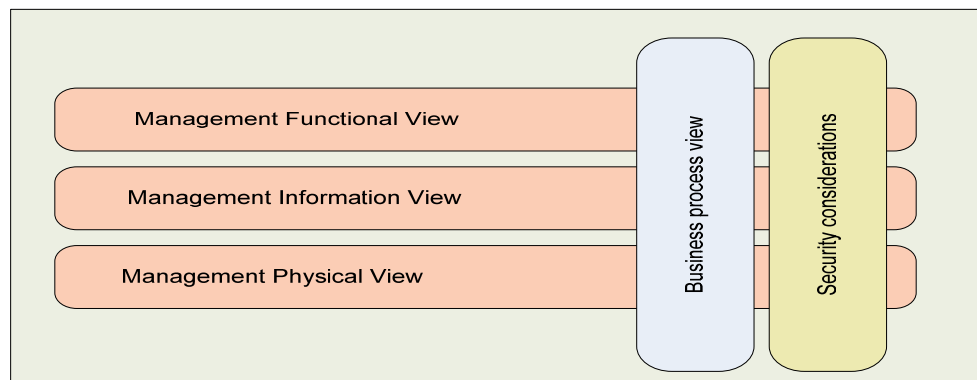 Management Functional View
Management Information View
Management Physical View
Business process view
Security considerations